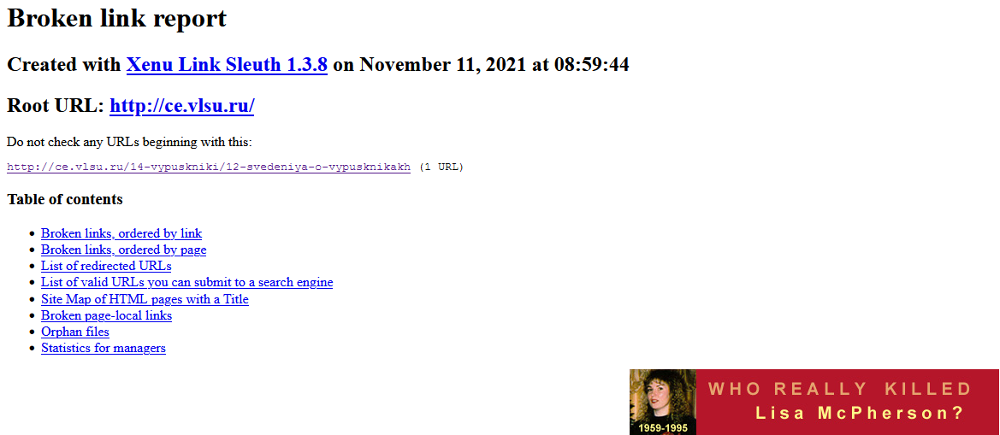 Broken link report
Created with Xenu Link Sleuth 1.3.8 on November 11, 2021 at 08:59:44
Root URL: http://ce.vlsu.ru/
Do not check any URLs beginning with this:
http://ce.vlsu.ru/14-vypuskniki/12-svedeniya-o-vypusknikakh (1 URL)
Table of contents
Broken links, ordered by link
Broken links, ordered by page
List of redirected URLs
List of valid URLs you can submit to a search engine
Site Map of HTML pages with a Title
Broken page-local links
Orphan files
Statistics for managers
WHO REALLY KILLED
Lisa McPherson?
1959-1995